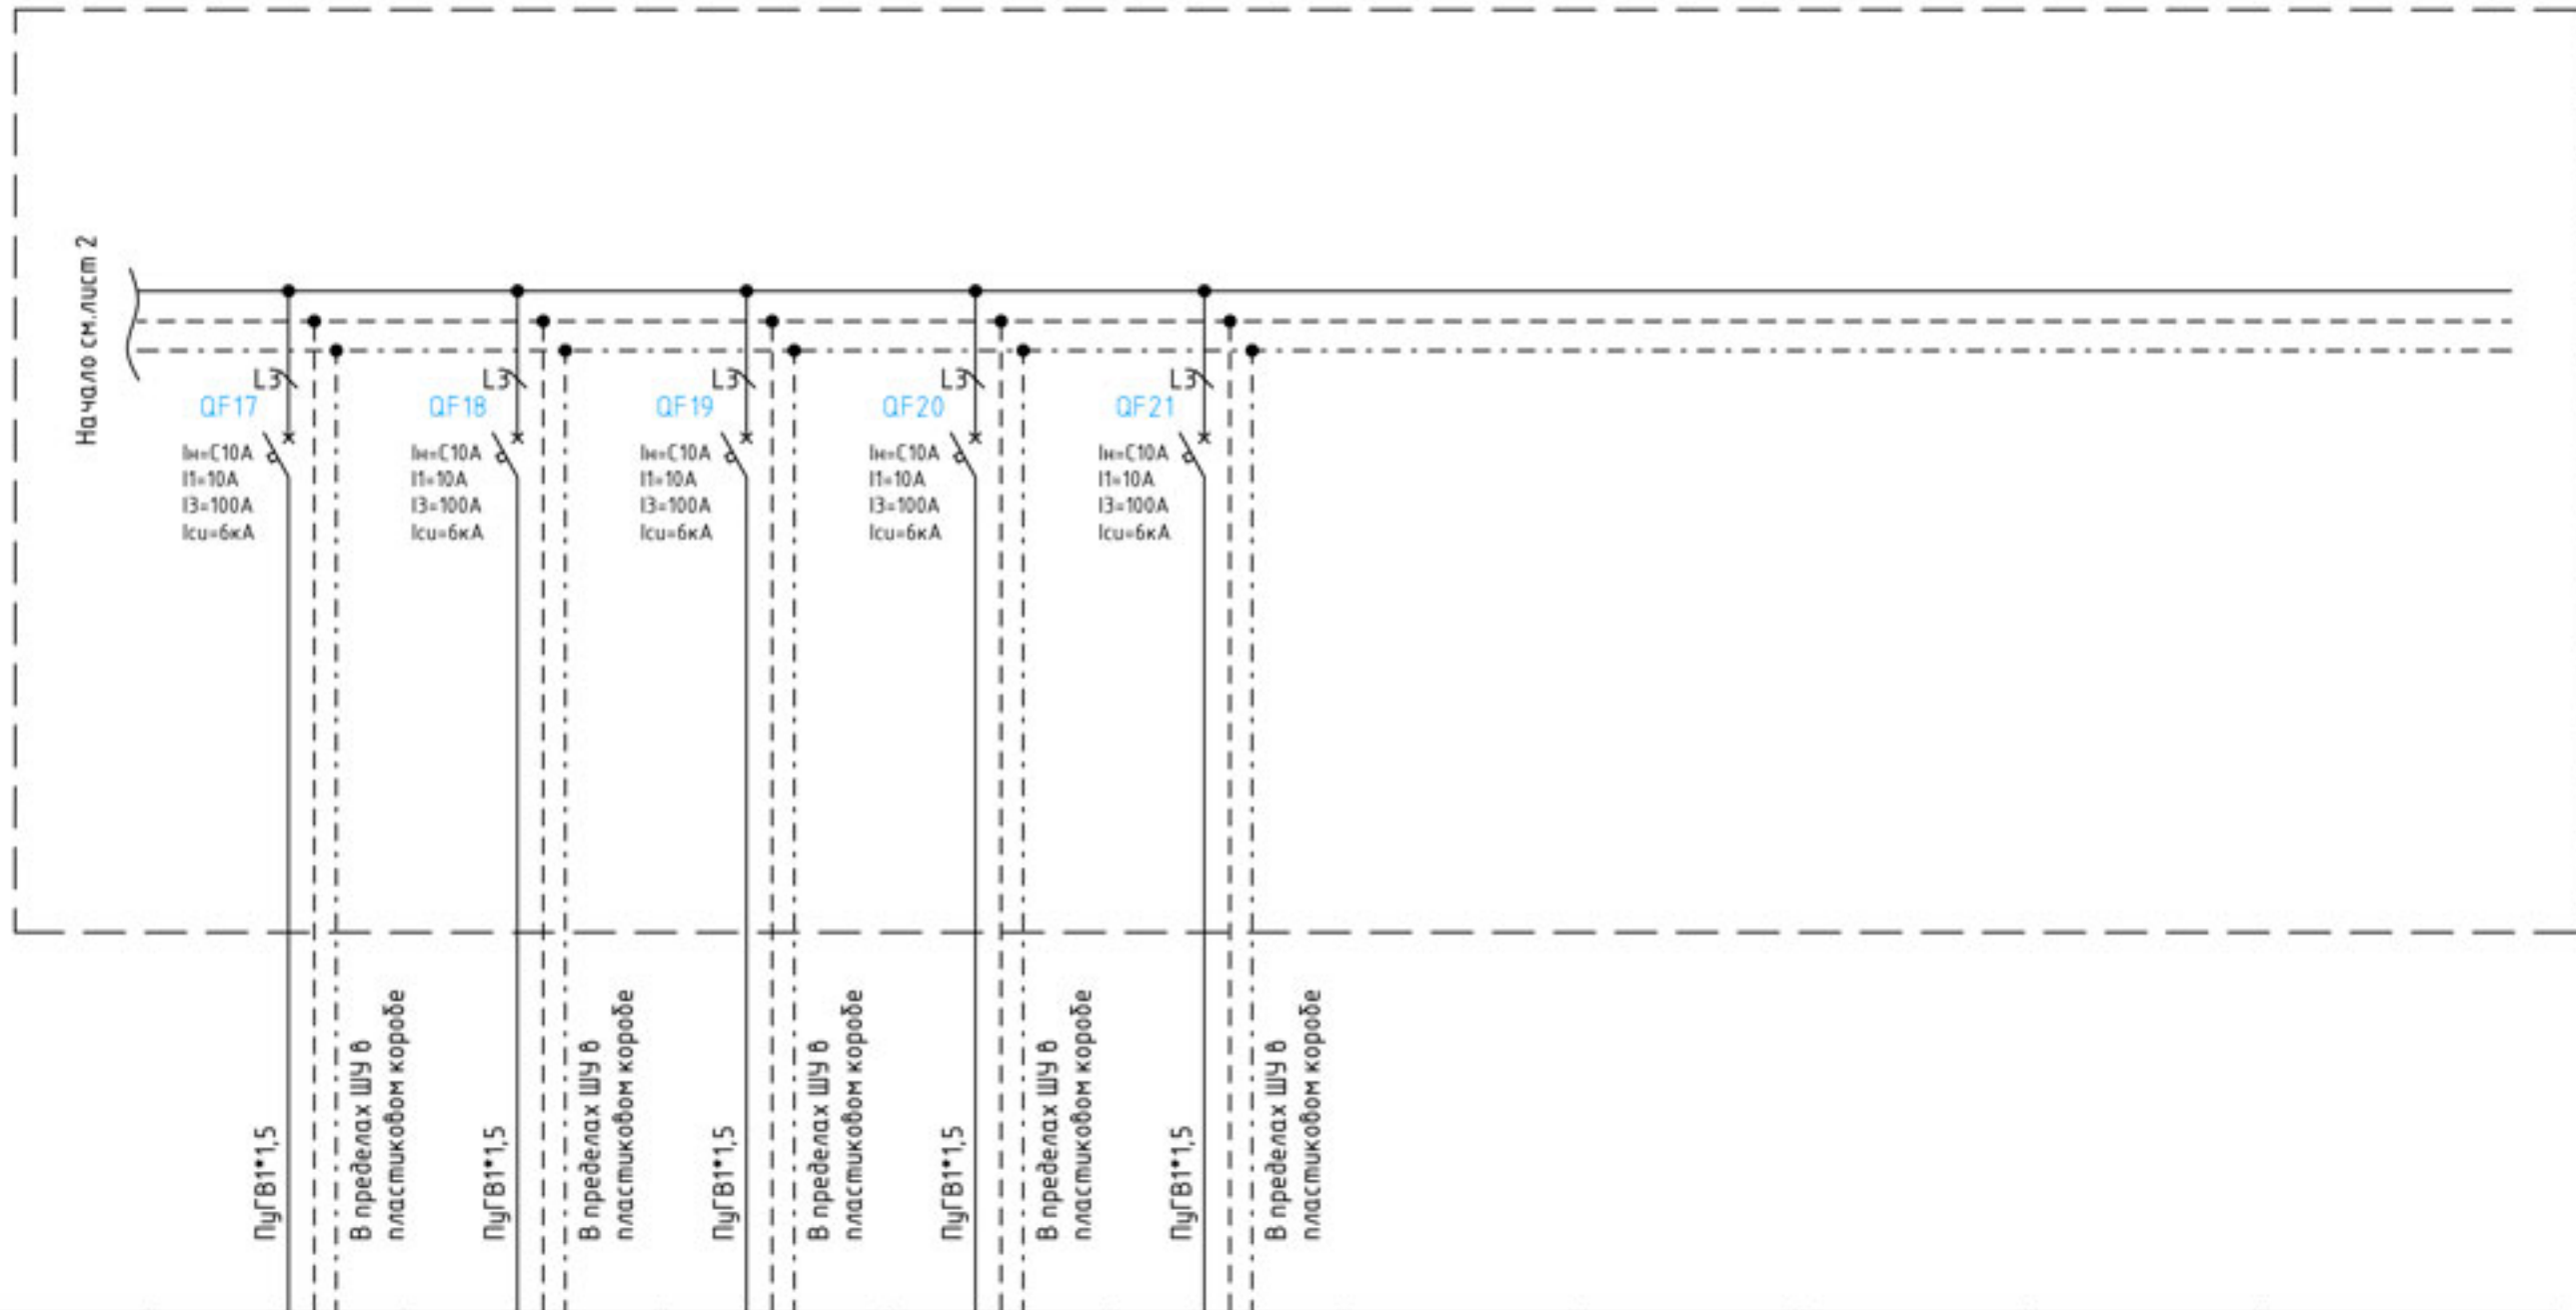 Начало см.лист 2
L3
QF17
Iн=C10A
I1=10A
I3=100A
Icu=6кA
L3
QF18
Iн=C10A
I1=10A
I3=100A
Icu=6кA
L3
QF19
Iн=C10A
I1=10A
I3=100A
Icu=6кA
L3
QF20
Iн=C10A
I1=10A
I3=100A
Icu=6кA
L3
QF21
Iн=C10A
I1=10A
I3=100A
Icu=6кA
ПуГВ1*1,5
В пределах ШУ в
пластиковом коробе
ПуГВ1*1,5
В пределах ШУ в
пластиковом коробе
ПуГВ1*1,5
В пределах ШУ в
пластиковом коробе
ПуГВ1*1,5
В пределах ШУ в
пластиковом коробе
ПуГВ1*1,5
В пределах ШУ в
пластиковом коробе